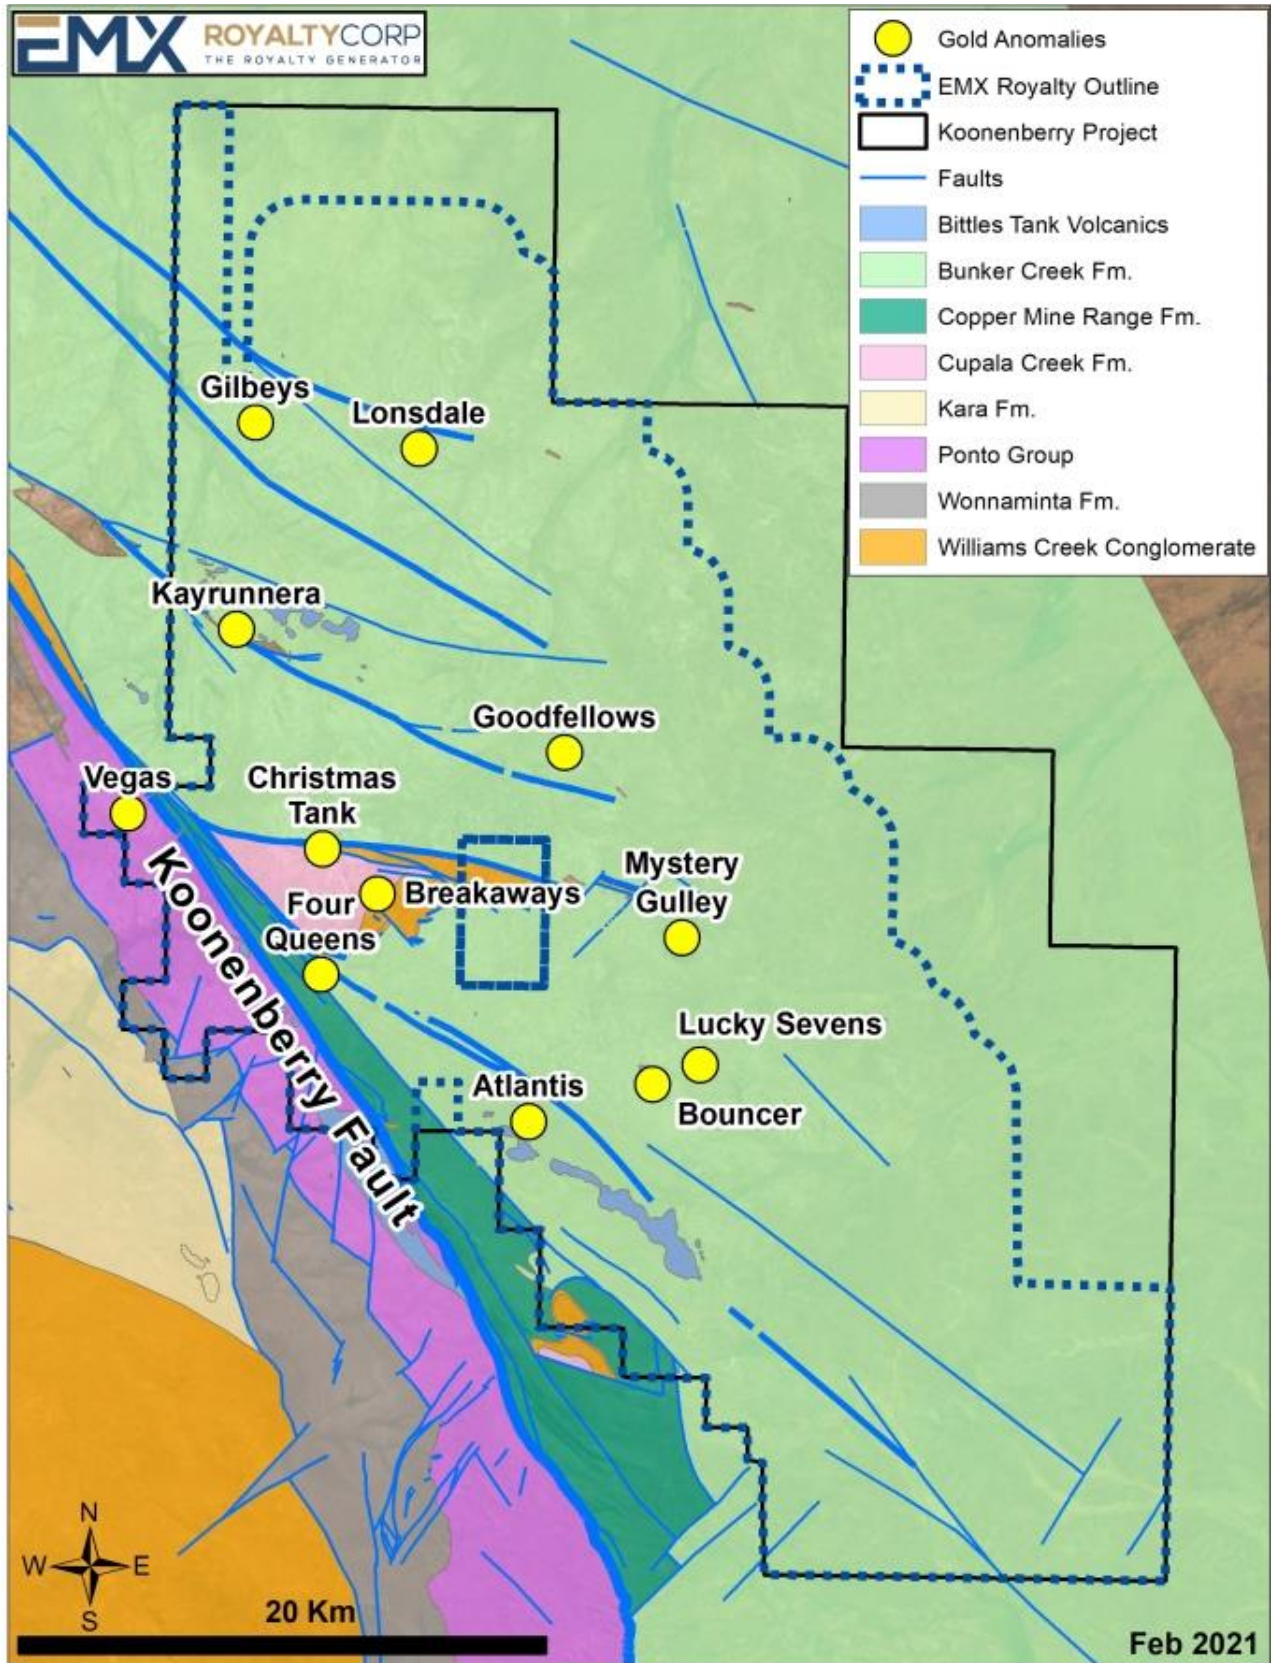 EMX ROYALTYCORP
THE ROYALTY GENERATOR
Gold Anomalies
EMX Royalty Outline
Koonenberry Project
Faults
Bittles Tank Volcanics
Bunker Creek Fm.
Copper Mine Range Fm.
Cupala Creek Fm.
Kara Fm.
Ponto Group
Wonnaminta Fm.
Williams Creek Conglomerate
Gilbeys
Lonsdale
Kayrunnera
Goodfellows
Vegas
Christmas
Tank
Mystery
Gulley
Breakaways
Four
Queens
Koonenberry Fault
Lucky Sevens
Bouncer
Atlantis
N
W E
S
20 Km
Feb 2021